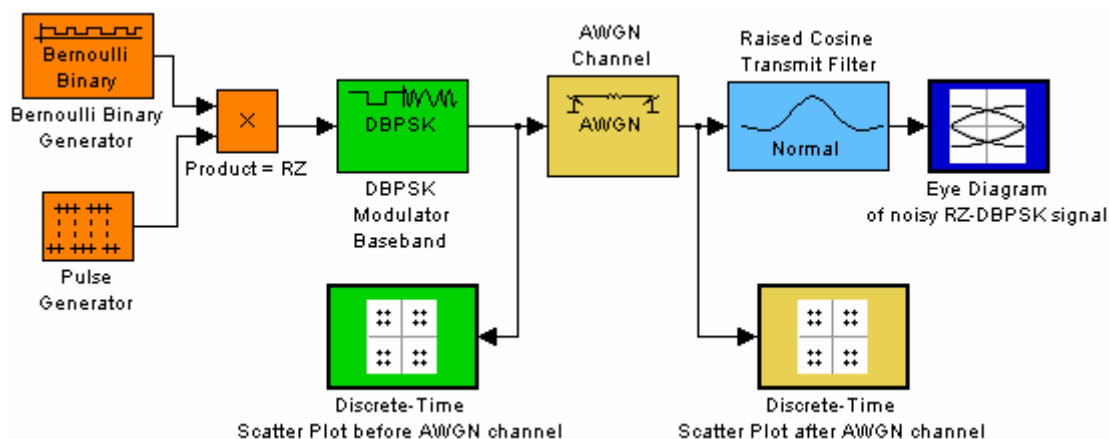 Bernoulli
Binary
Bernoulli Binary
Generator
Pulse
Generator
×
Product = RZ
DBPSK
DBPSK
Modulator
Baseband
AWGN
Channel
AWGN
Raised Cosine
Transmit Filter
Normal
Eye Diagram
of noisy RZ-DBPSK signal
Discrete-Time
Scatter Plot before AWGN channel
Discrete-Time
Scatter Plot after AWGN channel